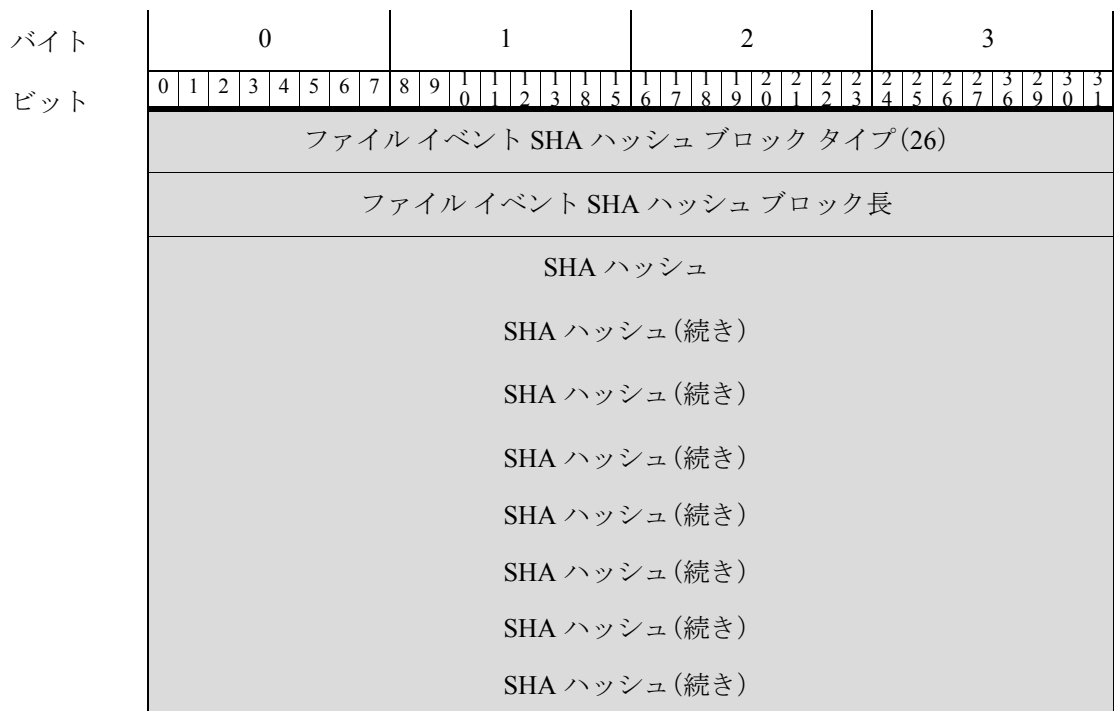 バイト 0 1 2 3
ビット 0 1 2 3 4 5 6 7 8 9 10 11 12 13 18 15 16 17 18 19 20 21 22 23 24 25 26 27 36 29 30 31
ファイル イベント SHA ハッシュ ブロック タイプ(26)
ファイル イベント SHA ハッシュ ブロック長
SHA ハッシュ
SHA ハッシュ(続き)
SHA ハッシュ(続き)
SHA ハッシュ(続き)
SHA ハッシュ(続き)
SHA ハッシュ(続き)
SHA ハッシュ(続き)
SHA ハッシュ(続き)